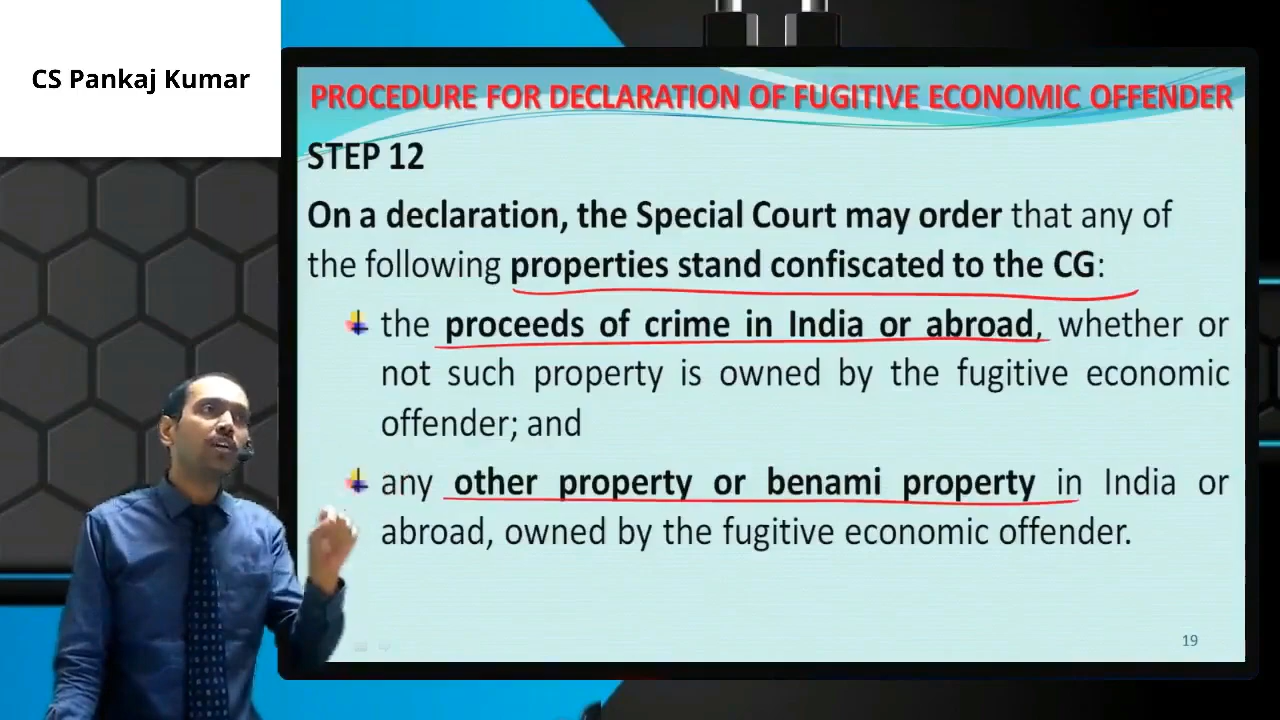 CS Pankaj Kumar
PROCEDURE FOR DECLARATION OF FUGITIVE ECONOMIC OFFENDER
STEP 12
On a declaration, the Special Court may order that any of
the following properties stand confiscated to the CG:
the proceeds of crime in India or abroad, whether or
not such property is owned by the fugitive economic
offender; and
any other property or benami property in India or
abroad, owned by the fugitive economic offender.
19